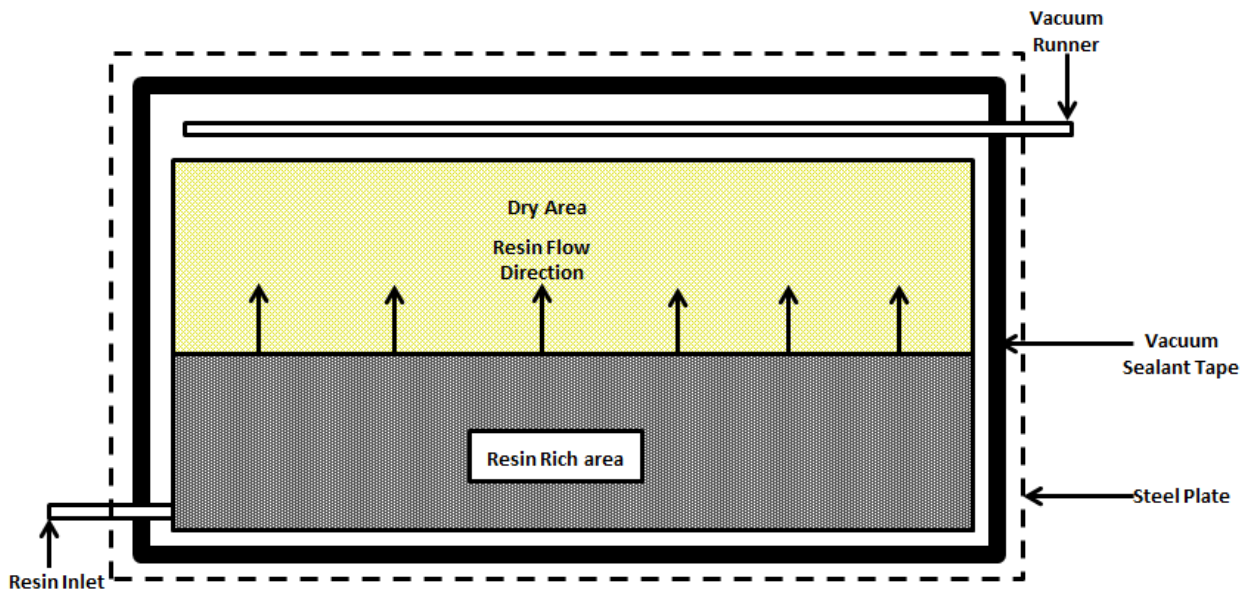 Vacuum
Runner
Dry Area
Resin Flow
Direction
Vacuum
Sealant Tape
Resin Rich area
Steel Plate
Resin Inlet